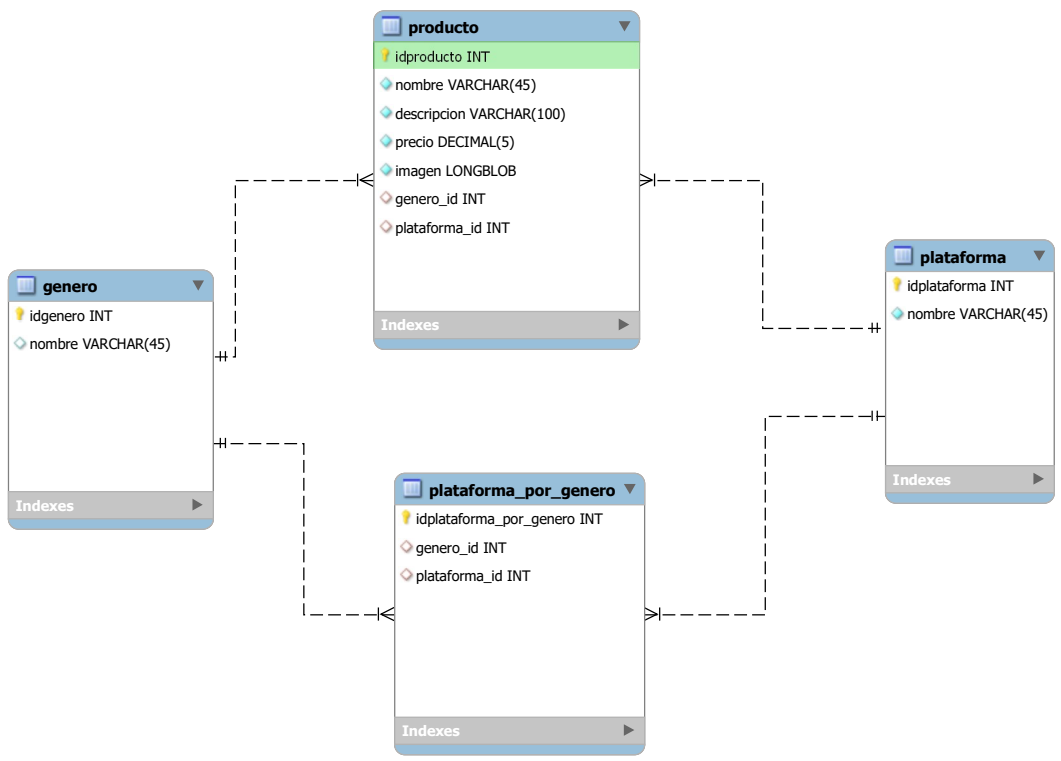 producto
idproducto INT
nombre VARCHAR(45)
descripcion VARCHAR(100)
precio DECIMAL(5)
imagen LONGBLOB
genero_id INT
plataforma_id INT
Indexes
genero
idgenero INT
nombre VARCHAR(45)
Indexes
plataforma
idplataforma INT
nombre VARCHAR(45)
Indexes
plataforma_por_genero
idplataforma_por_genero INT
genero_id INT
plataforma_id INT
Indexes